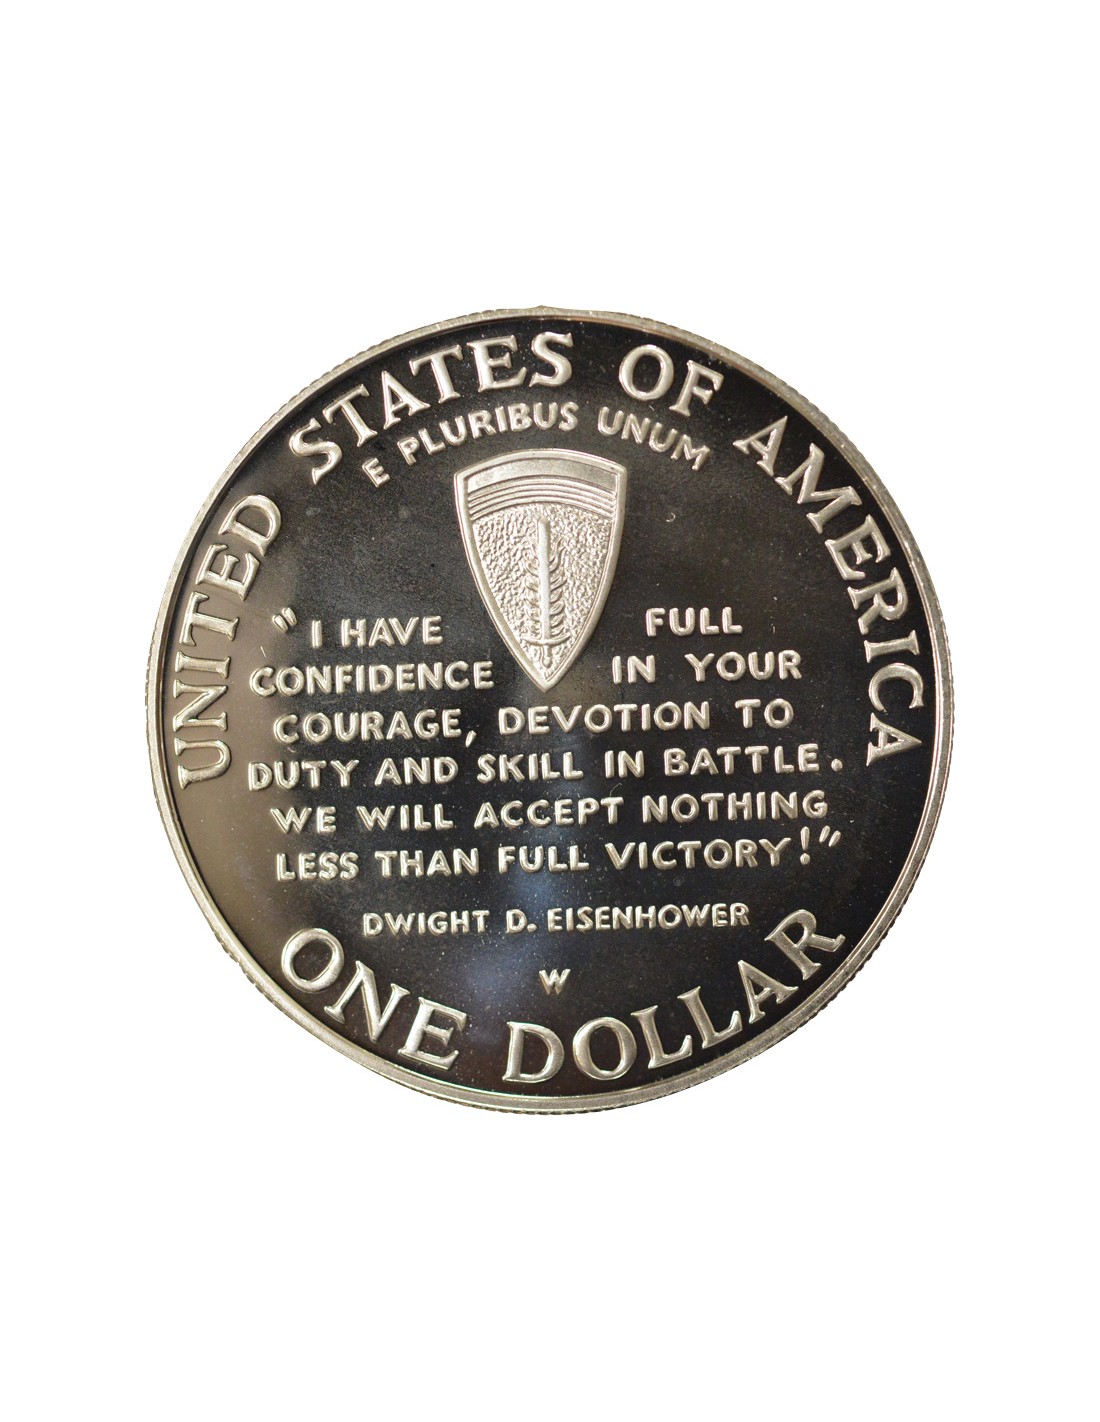 UNITED STATES OF AMERICA
E PLURIBUS UNUM
"I HAVE FULL
CONFIDENCE IN YOUR
COURAGE, DEVOTION TO
DUTY AND SKILL IN BATTLE.
WE WILL ACCEPT NOTHING
LESS THAN FULL VICTORY!"
DWIGHT D. EISENHOWER
W
ONE DOLLAR